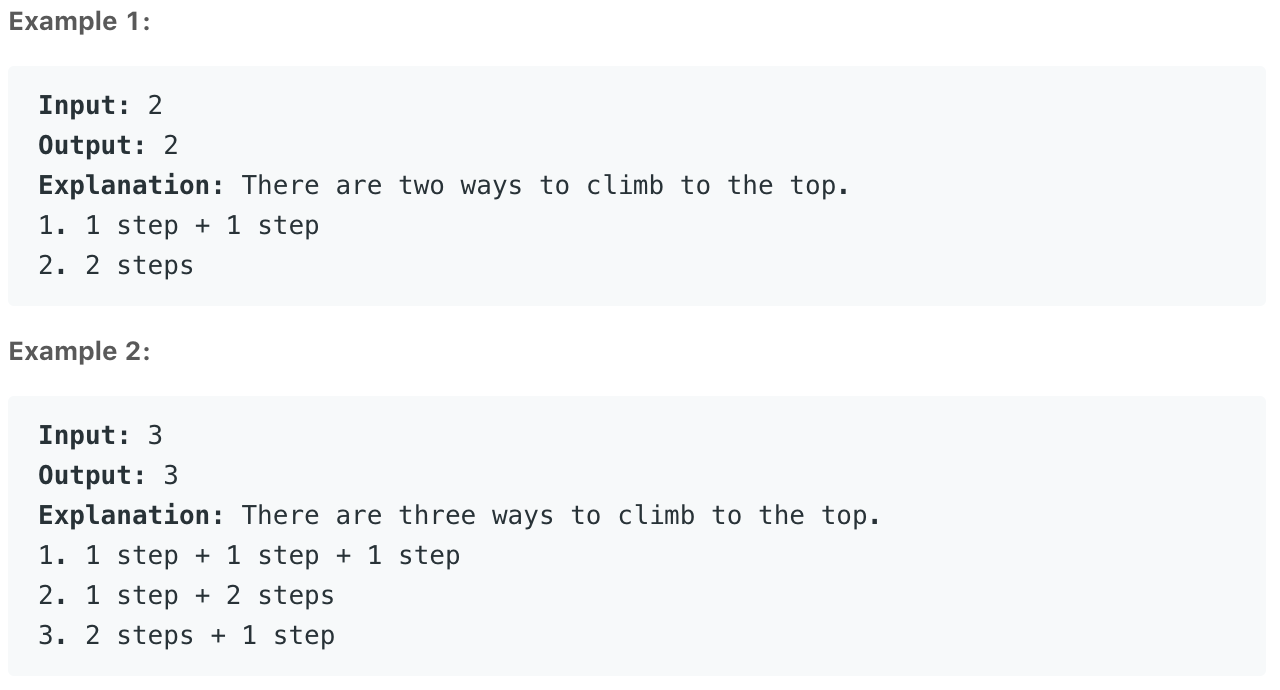 Example 1:
Input: 2
Output: 2
Explanation: There are two ways to climb to the top.
1. 1 step + 1 step
2. 2 steps
Example 2:
Input: 3
Output: 3
Explanation: There are three ways to climb to the top.
1. 1 step + 1 step + 1 step
2. 1 step + 2 steps
3. 2 steps + 1 step